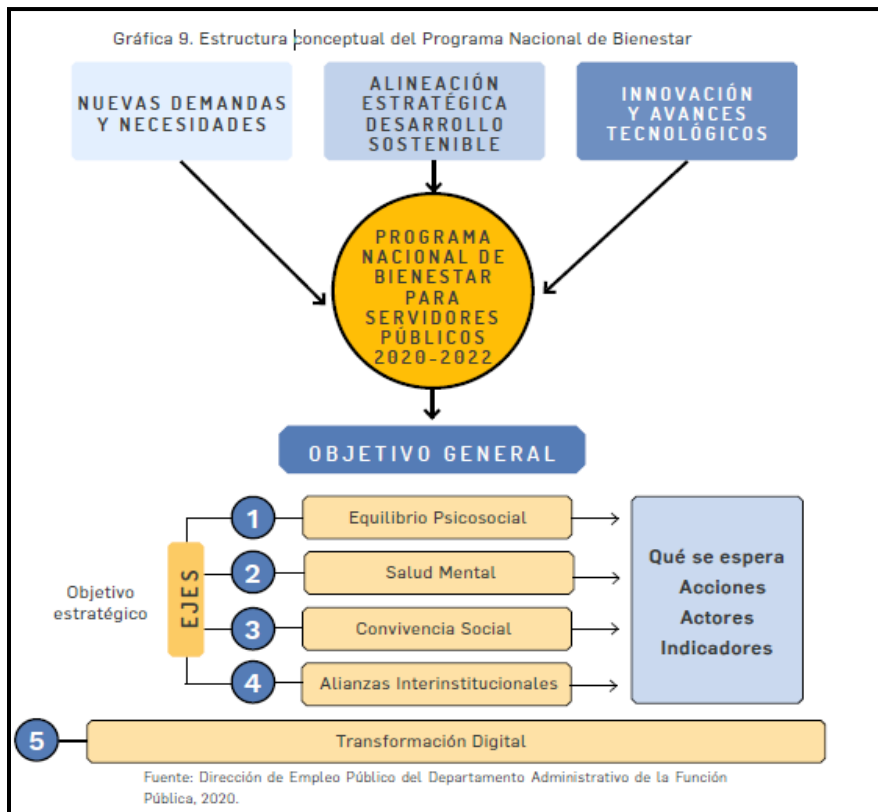 Gráfica 9. Estructura conceptual del Programa Nacional de Bienestar
NUEVAS DEMANDAS
Y NECESIDADES
ALINEACIÓN
ESTRATÉGICA
DESARROLLO
SOSTENIBLE
INNOVACIÓN
Y AVANCES
TECNOLÓGICOS
PROGRAMA
NACIONAL DE
BIENESTAR
PARA
SERVIDORES
PÚBLICOS
2020-2022
OBJETIVO GENERAL
Objetivo
estratégico
EJES
1
Equilibrio Psicosocial
2
Salud Mental
3
Convivencia Social
4
Alianzas Interinstitucionales
Qué se espera
Acciones
Actores
Indicadores
5
Transformación Digital
Fuente: Dirección de Empleo Público del Departamento Administrativo de la Función
Pública, 2020.